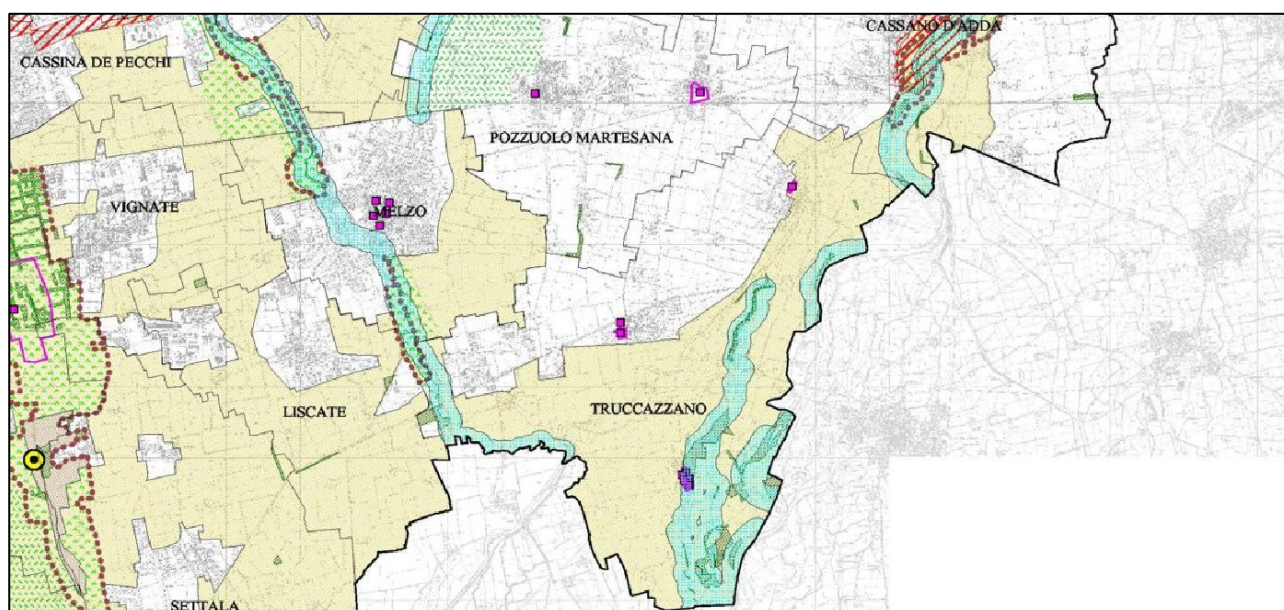 CASSANO D'ADDA
CASSINA DE PECCHI
POZZUOLO MARTESANA
VIGNATE
MELZO
LISCATE
TRUCCAZZANO
SETTALA